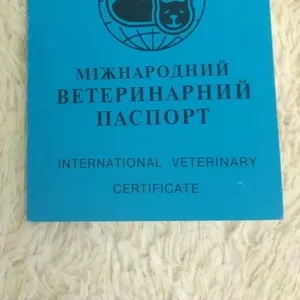 МІЖНАРОДНИЙ
ВЕТЕРИНАРНИЙ
ПАСПОРТ
INTERNATIONAL VETERINARY
CERTIFICATE